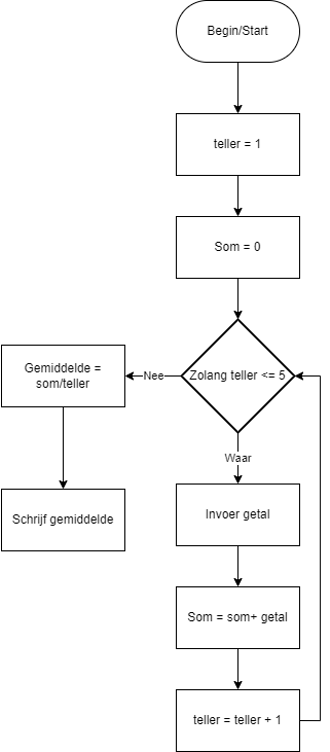 Begin/Start
teller = 1
Som = 0
Zolang teller <= 5
Nee
Gemiddelde =
som/teller
Schrijf gemiddelde
Waar
Invoer getal
Som = som+ getal
teller = teller + 1